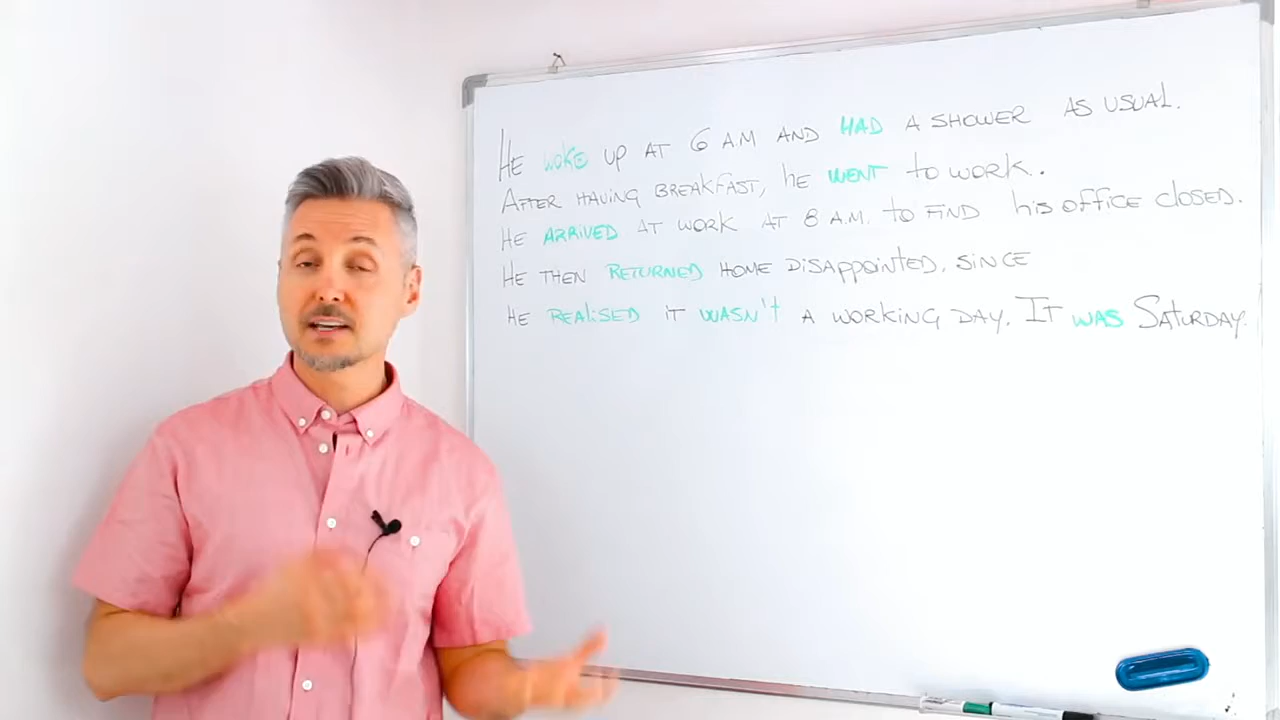 He WOKE UP AT 6 A.M AND HAD A SHOWER AS USUAL.
AFTER HAVING BREAKFAST, he WENT to WORK.
HE ARRIVED AT WORK AT 8 A.M. to FIND his office closed.
HE THEN RETURNED HOME DISAPPOINTED, SINCE
HE REALISED IT WASN't A WORKING DAY. IT WAS SATURDAY.